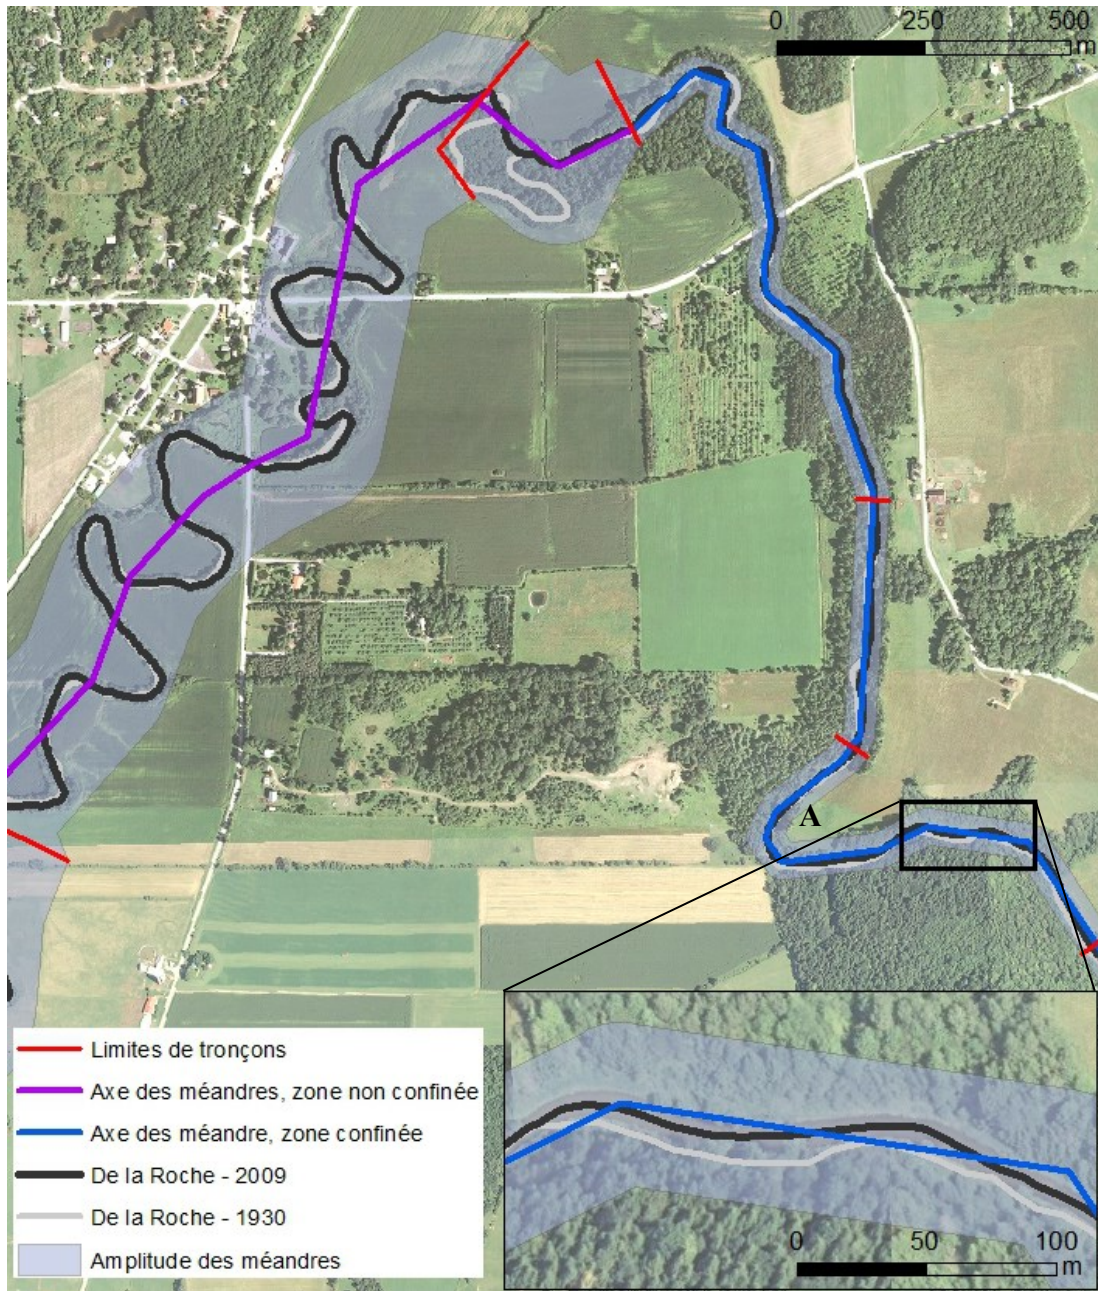 0 250 500
m
A
Limites de tronçons
Axe des méandres, zone non confinée
Axe des méandre, zone confinée
De la Roche - 2009
De la Roche - 1930
Amplitude des méandres
0 50 100
m